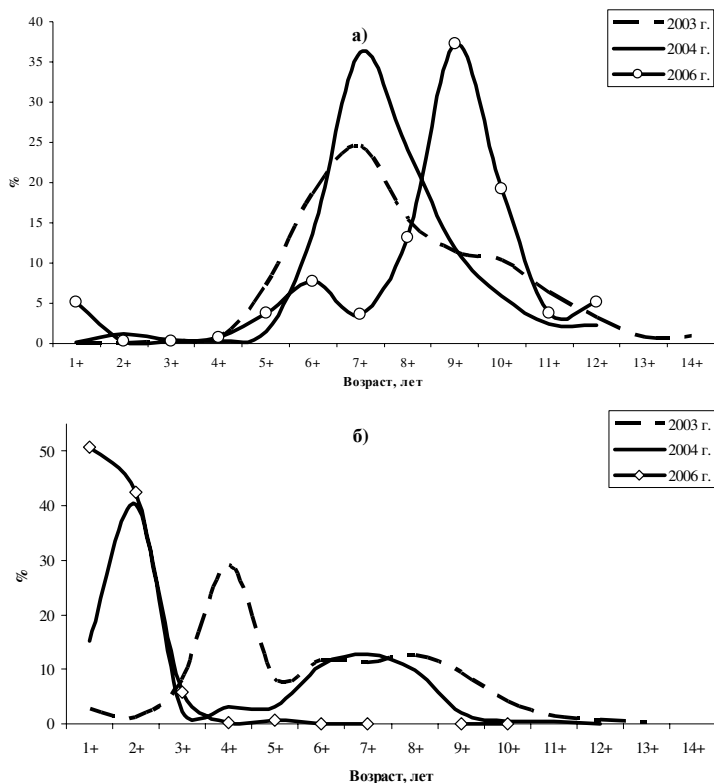 а)
2003 г.
2004 г.
2006 г.
40
35
30
25
20
15
10
5
0
%
1+ 2+ 3+ 4+ 5+ 6+ 7+ 8+ 9+ 10+ 11+ 12+ 13+ 14+
Возраст, лет
б)
2003 г.
2004 г.
2006 г.
50
40
30
20
10
0
%
1+ 2+ 3+ 4+ 5+ 6+ 7+ 8+ 9+ 10+ 11+ 12+ 13+ 14+
Возраст, лет